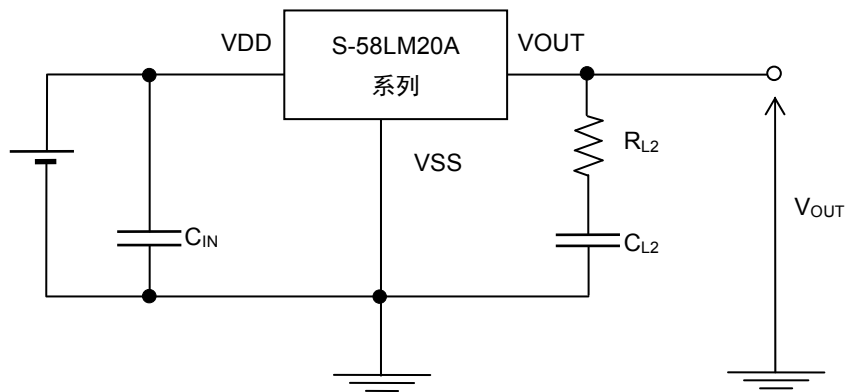 VDD
S-58LM20A
系列
VOUT
VSS
RL2
CIN
CL2
VOUT